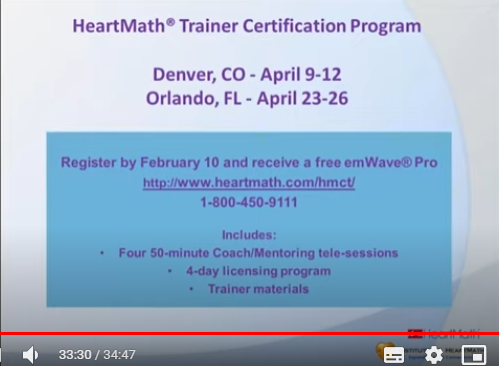 HeartMath® Trainer Certification Program
Denver, CO - April 9-12
Orlando, FL - April 23-26
Register by February 10 and receive a free emWave® Pro
http://www.heartmath.com/hmct/
1-800-450-9111
Includes:
• Four 50-minute Coach/Mentoring tele-sessions
• 4-day licensing program
• Trainer materials
HeartMath
33:30 / 34:47